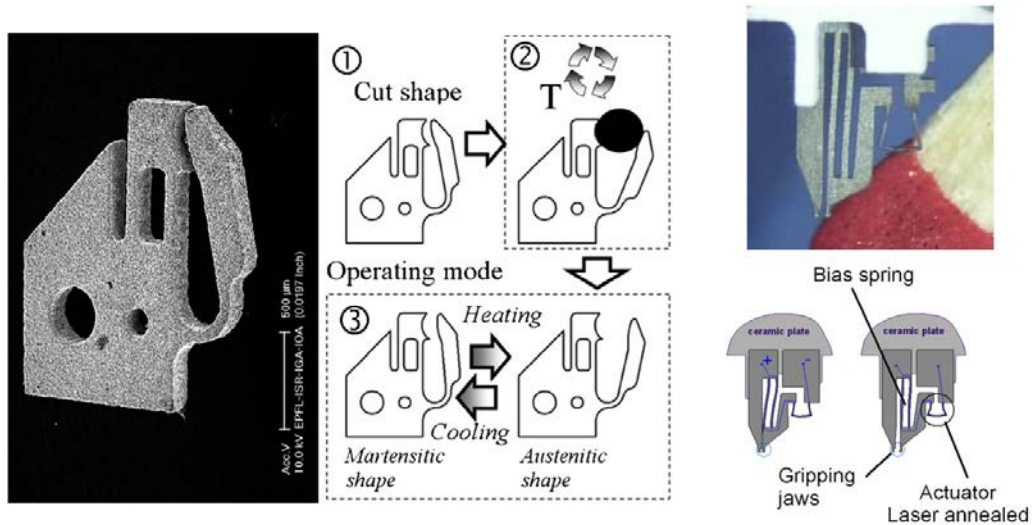 Acc.V
10.0 kV EPFL-ISR-IGA-IOA
500 µm
(0.0197 Inch)
①
Cut shape
②
T
Operating mode
③
Heating
Cooling
Martensitic
shape
Austenitic
shape
Bias spring
ceramic plate
+
-
ceramic plate
Gripping
jaws
Actuator
Laser annealed